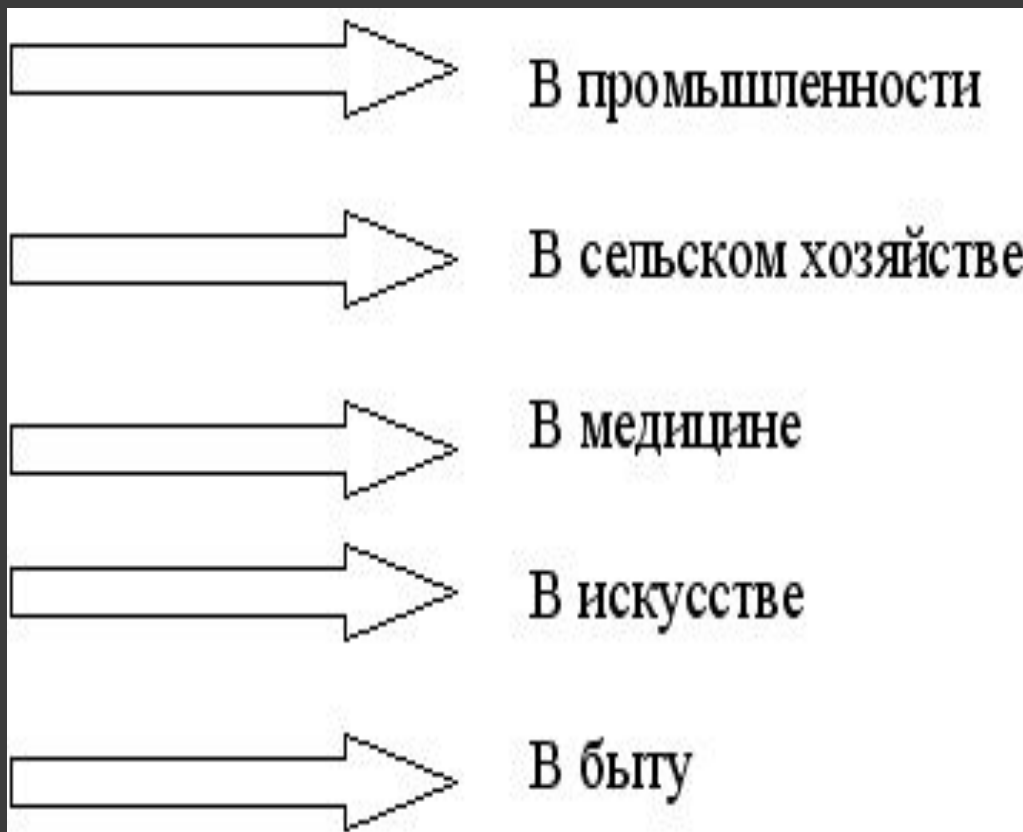 В промышленности
В сельском хозяйстве
В медицине
В искусстве
В быту